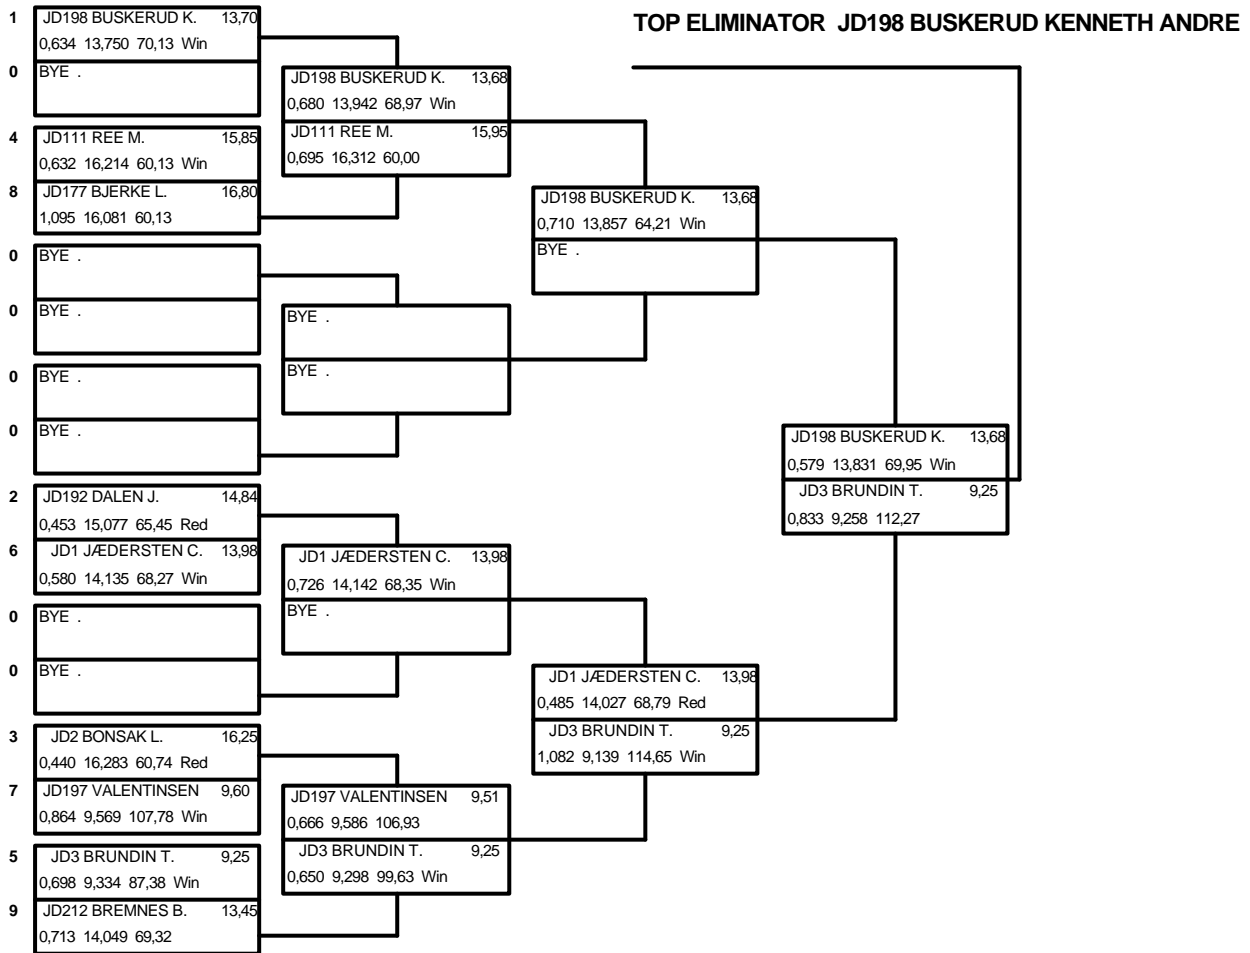 TOP ELIMINATOR JD198 BUSKERUD KENNETH ANDRE
1 JD198 BUSKERUD K. 13,70
0,634 13,750 70,13 Win
0 BYE .
4 JD111 REE M. 15,85
0,632 16,214 60,13 Win
8 JD177 BJERKE L. 16,80
1,095 16,081 60,13
0 BYE .
0 BYE .
0 BYE .
0 BYE .
2 JD192 DALEN J. 14,84
0,453 15,077 65,45 Red
6 JD1 JÆDERSTEN C. 13,98
0,580 14,135 68,27 Win
0 BYE .
0 BYE .
3 JD2 BONSAK L. 16,25
0,440 16,283 60,74 Red
7 JD197 VALENTINSEN 9,60
0,864 9,569 107,78 Win
5 JD3 BRUNDIN T. 9,25
0,698 9,334 87,38 Win
9 JD212 BREMNES B. 13,45
0,713 14,049 69,32
JD198 BUSKERUD K. 13,68
0,680 13,942 68,97 Win
JD111 REE M. 15,95
0,695 16,312 60,00
BYE .
BYE .
JD1 JÆDERSTEN C. 13,98
0,726 14,142 68,35 Win
BYE .
JD197 VALENTINSEN 9,51
0,666 9,586 106,93
JD3 BRUNDIN T. 9,25
0,650 9,298 99,63 Win
JD198 BUSKERUD K. 13,68
0,710 13,857 64,21 Win
BYE .
JD1 JÆDERSTEN C. 13,98
0,485 14,027 68,79 Red
JD3 BRUNDIN T. 9,25
1,082 9,139 114,65 Win
JD198 BUSKERUD K. 13,68
0,579 13,831 69,95 Win
JD3 BRUNDIN T. 9,25
0,833 9,258 112,27